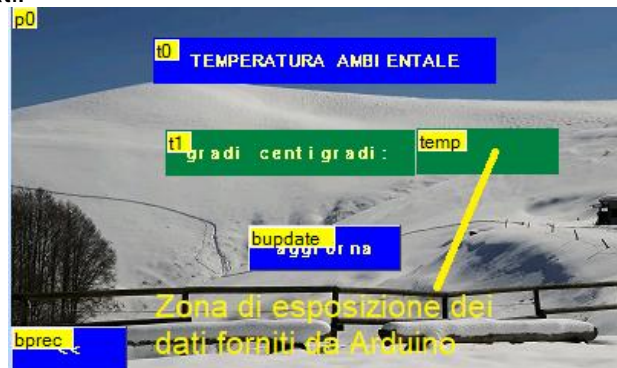 p0
t0 TEMPERATURA AMBIENTALE
t1 gradi centigradi: temp
bupdate
aggiorna
Zona di esposizione dei
dati forniti da Arduino
bprec <<